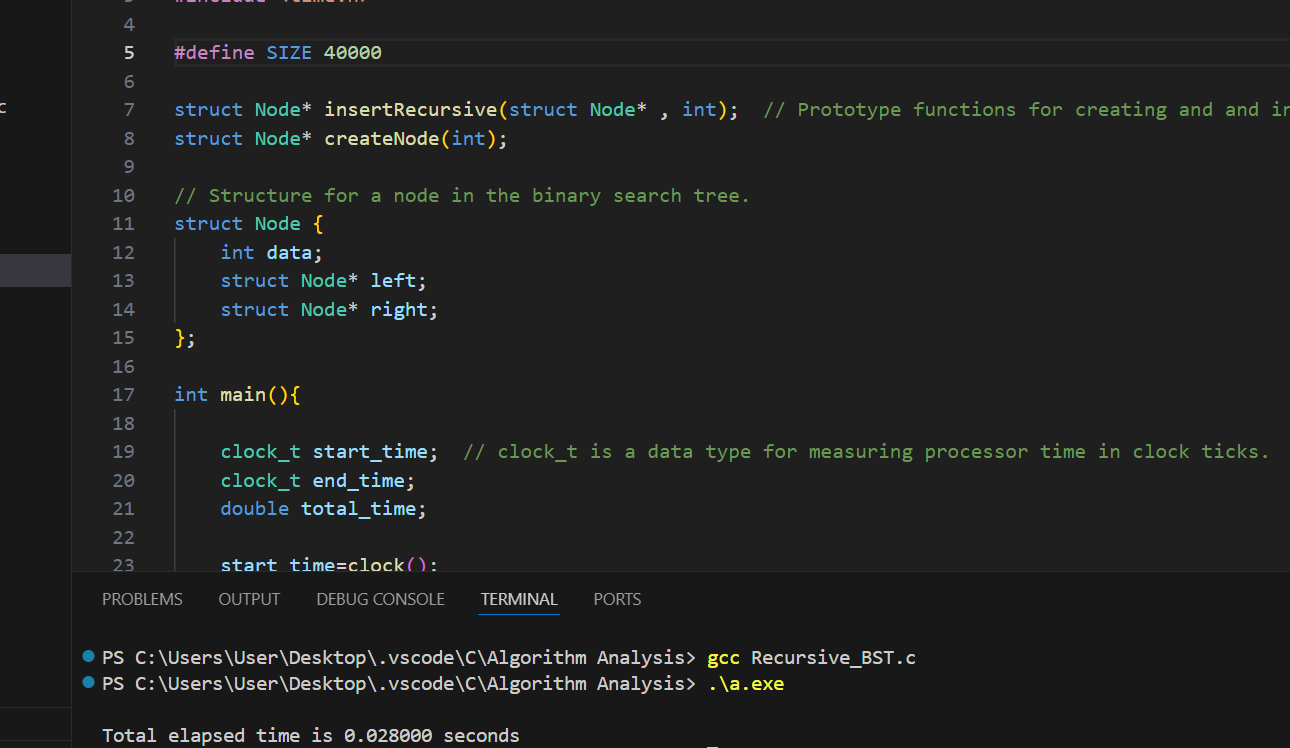 c
4
5 #define SIZE 40000
6
7 struct Node* insertRecursive(struct Node* , int);  // Prototype functions for creating and and in
8 struct Node* createNode(int);
9
10 // Structure for a node in the binary search tree.
11 struct Node {
12     int data;
13     struct Node* left;
14     struct Node* right;
15 };
16
17 int main(){
18
19     clock_t start_time;  // clock_t is a data type for measuring processor time in clock ticks.
20     clock_t end_time;
21     double total_time;
22
23     start_time=clock();
PROBLEMS OUTPUT DEBUG CONSOLE TERMINAL PORTS
PS C:\Users\User\Desktop\.vscode\C\Algorithm Analysis> gcc Recursive_BST.c
PS C:\Users\User\Desktop\.vscode\C\Algorithm Analysis> .\a.exe
Total elapsed time is 0.028000 seconds